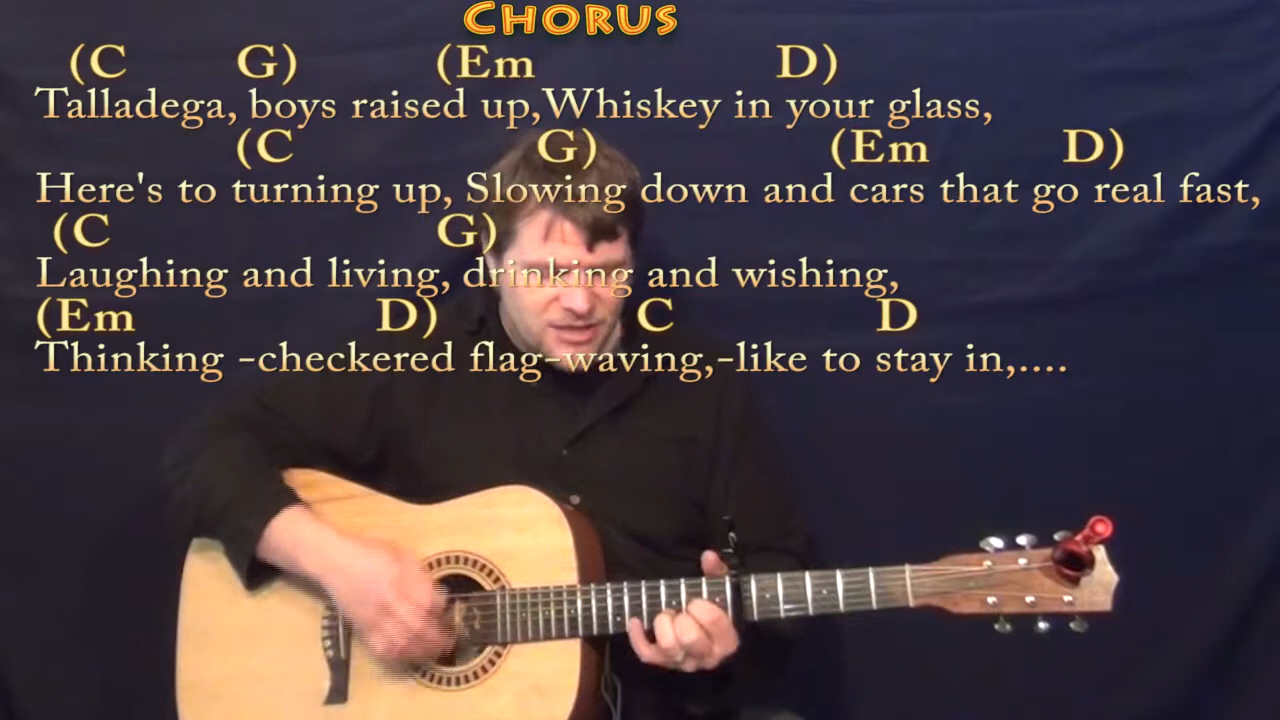 CHORUS
(C G) (Em D)
Talladega, boys raised up,Whiskey in your glass,
(C G) (Em D)
Here's to turning up, Slowing down and cars that go real fast,
(C G)
Laughing and living, drinking and wishing,
(Em D) C D
Thinking -checkered flag-waving,-like to stay in,....